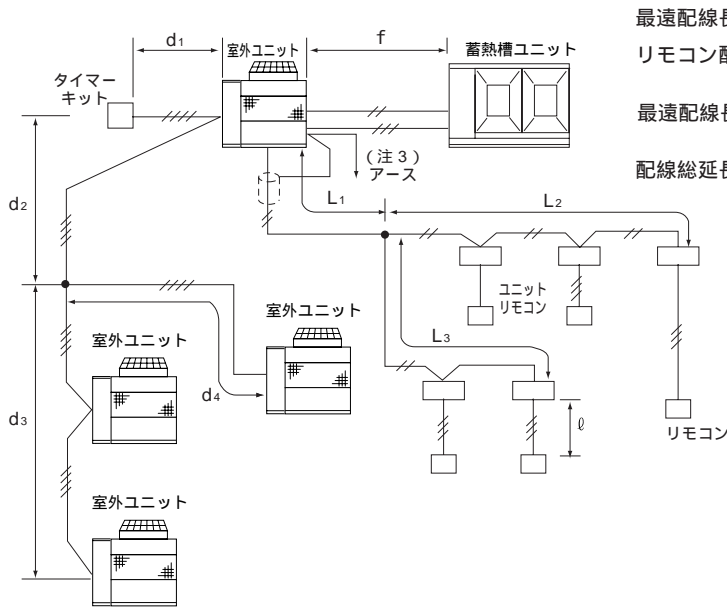 最遠配線長
d1
室外ユニット
f
蓄熱槽ユニット
リモコン配
タイマー
キット
最遠配線長
(注3)
アース
配線総延長
d2
L1
L2
ユニット
リモコン
室外ユニット
室外ユニット
L3
d4
d3
ℓ
リモコン
室外ユニット